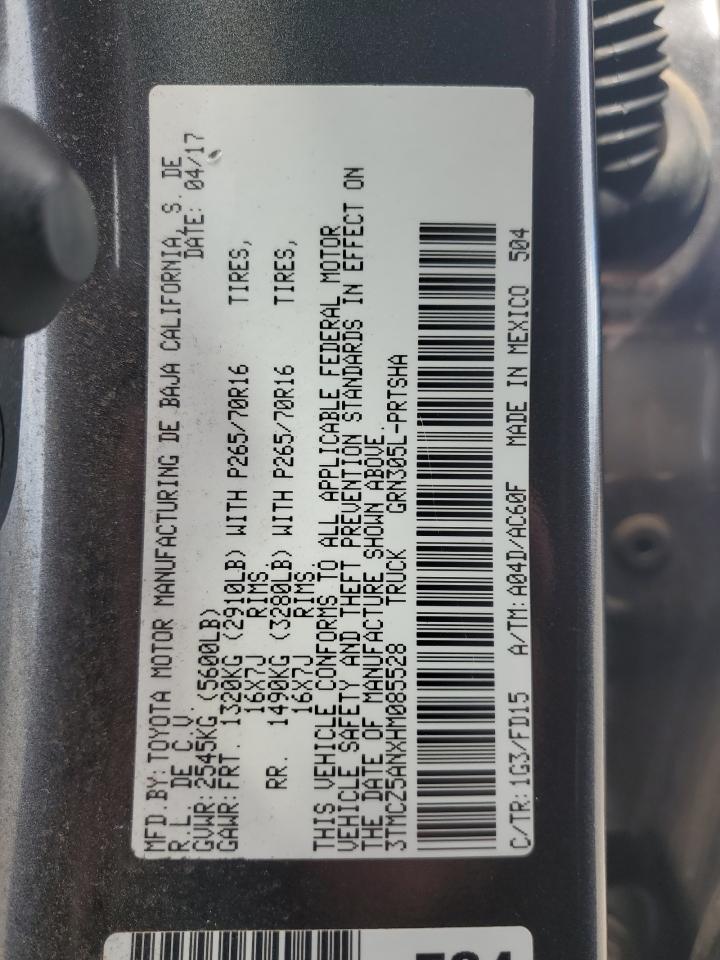 MFD.BY:TOYOTA MOTOR MANUFACTURING DE BAJA CALIFORNIA, S. DE
R.L. DE C.V. DATE: 04/17
GVWR:2545KG (5600LB)
GAWR:FRT. 1320KG (2910LB) WITH P265/70R16 TIRES,
16X7J RIMS
RR. 1490KG (3280LB) WITH P265/70R16 TIRES,
16X7J RIMS
THIS VEHICLE CONFORMS TO ALL APPLICABLE FEDERAL MOTOR
VEHICLE SAFETY AND THEFT PREVENTION STANDARDS IN EFFECT ON
THE DATE OF MANUFACTURE SHOWN ABOVE.
3TMCZ5ANXHM085528 TRUCK GRN305L-PRTSHA
C/TR:1G3/FD15 A/TM:A04D/AC60F MADE IN MEXICO 504